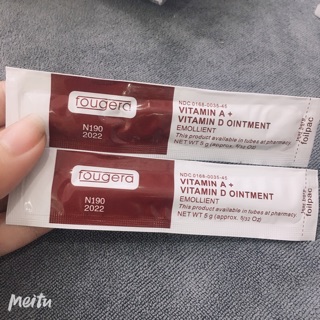 fougera
N190
2022
NDC 0168-0035-45
VITAMIN A +
VITAMIN D OINTMENT
EMOLLIENT
This product available in tubes at pharmacy.
NET WT 5 g (approx. 5/32 Oz)
foilpac
fougera
N190
2022
NDC 0168-0035-45
VITAMIN A +
VITAMIN D OINTMENT
EMOLLIENT
This product available in tubes at pharmacy.
NET WT 5 g (approx. 5/32 Oz)
foilpac
Meitu